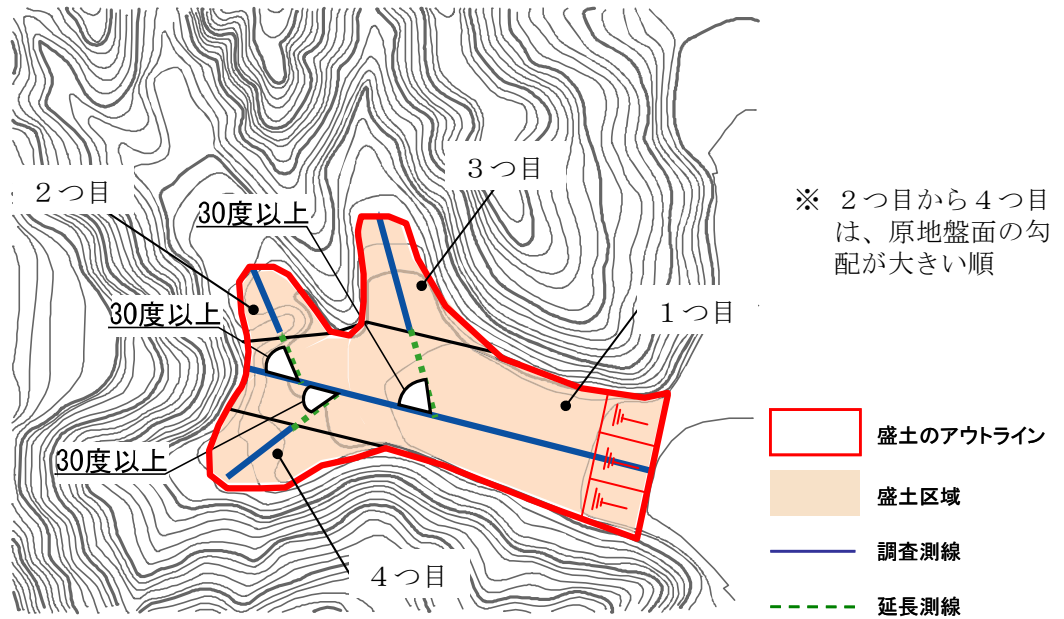 ３つ目
２つ目
30度以上
※ ２つ目から４つ目
は、原地盤面の勾
配が大きい順
30度以上
１つ目
30度以上
４つ目
盛土のアウトライン
盛土区域
調査測線
延長測線